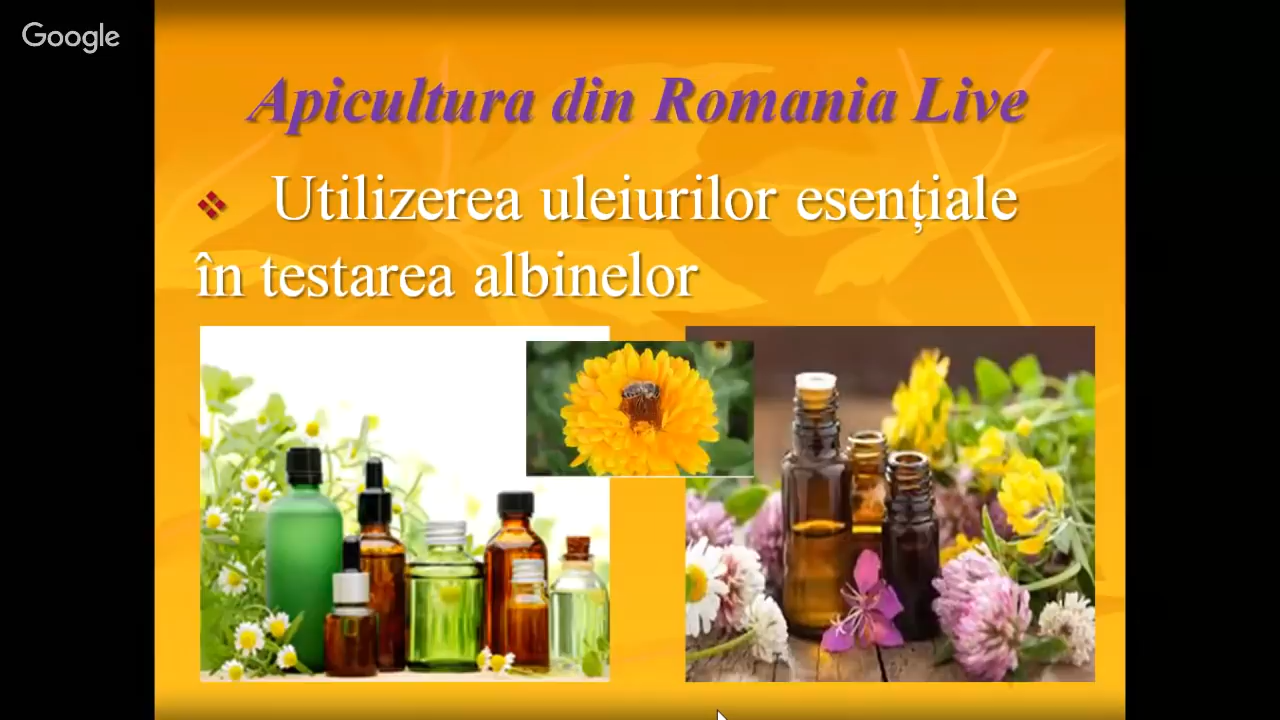 Google
Apicultura din Romania Live
Utilizerea uleiurilor esențiale
în testarea albinelor